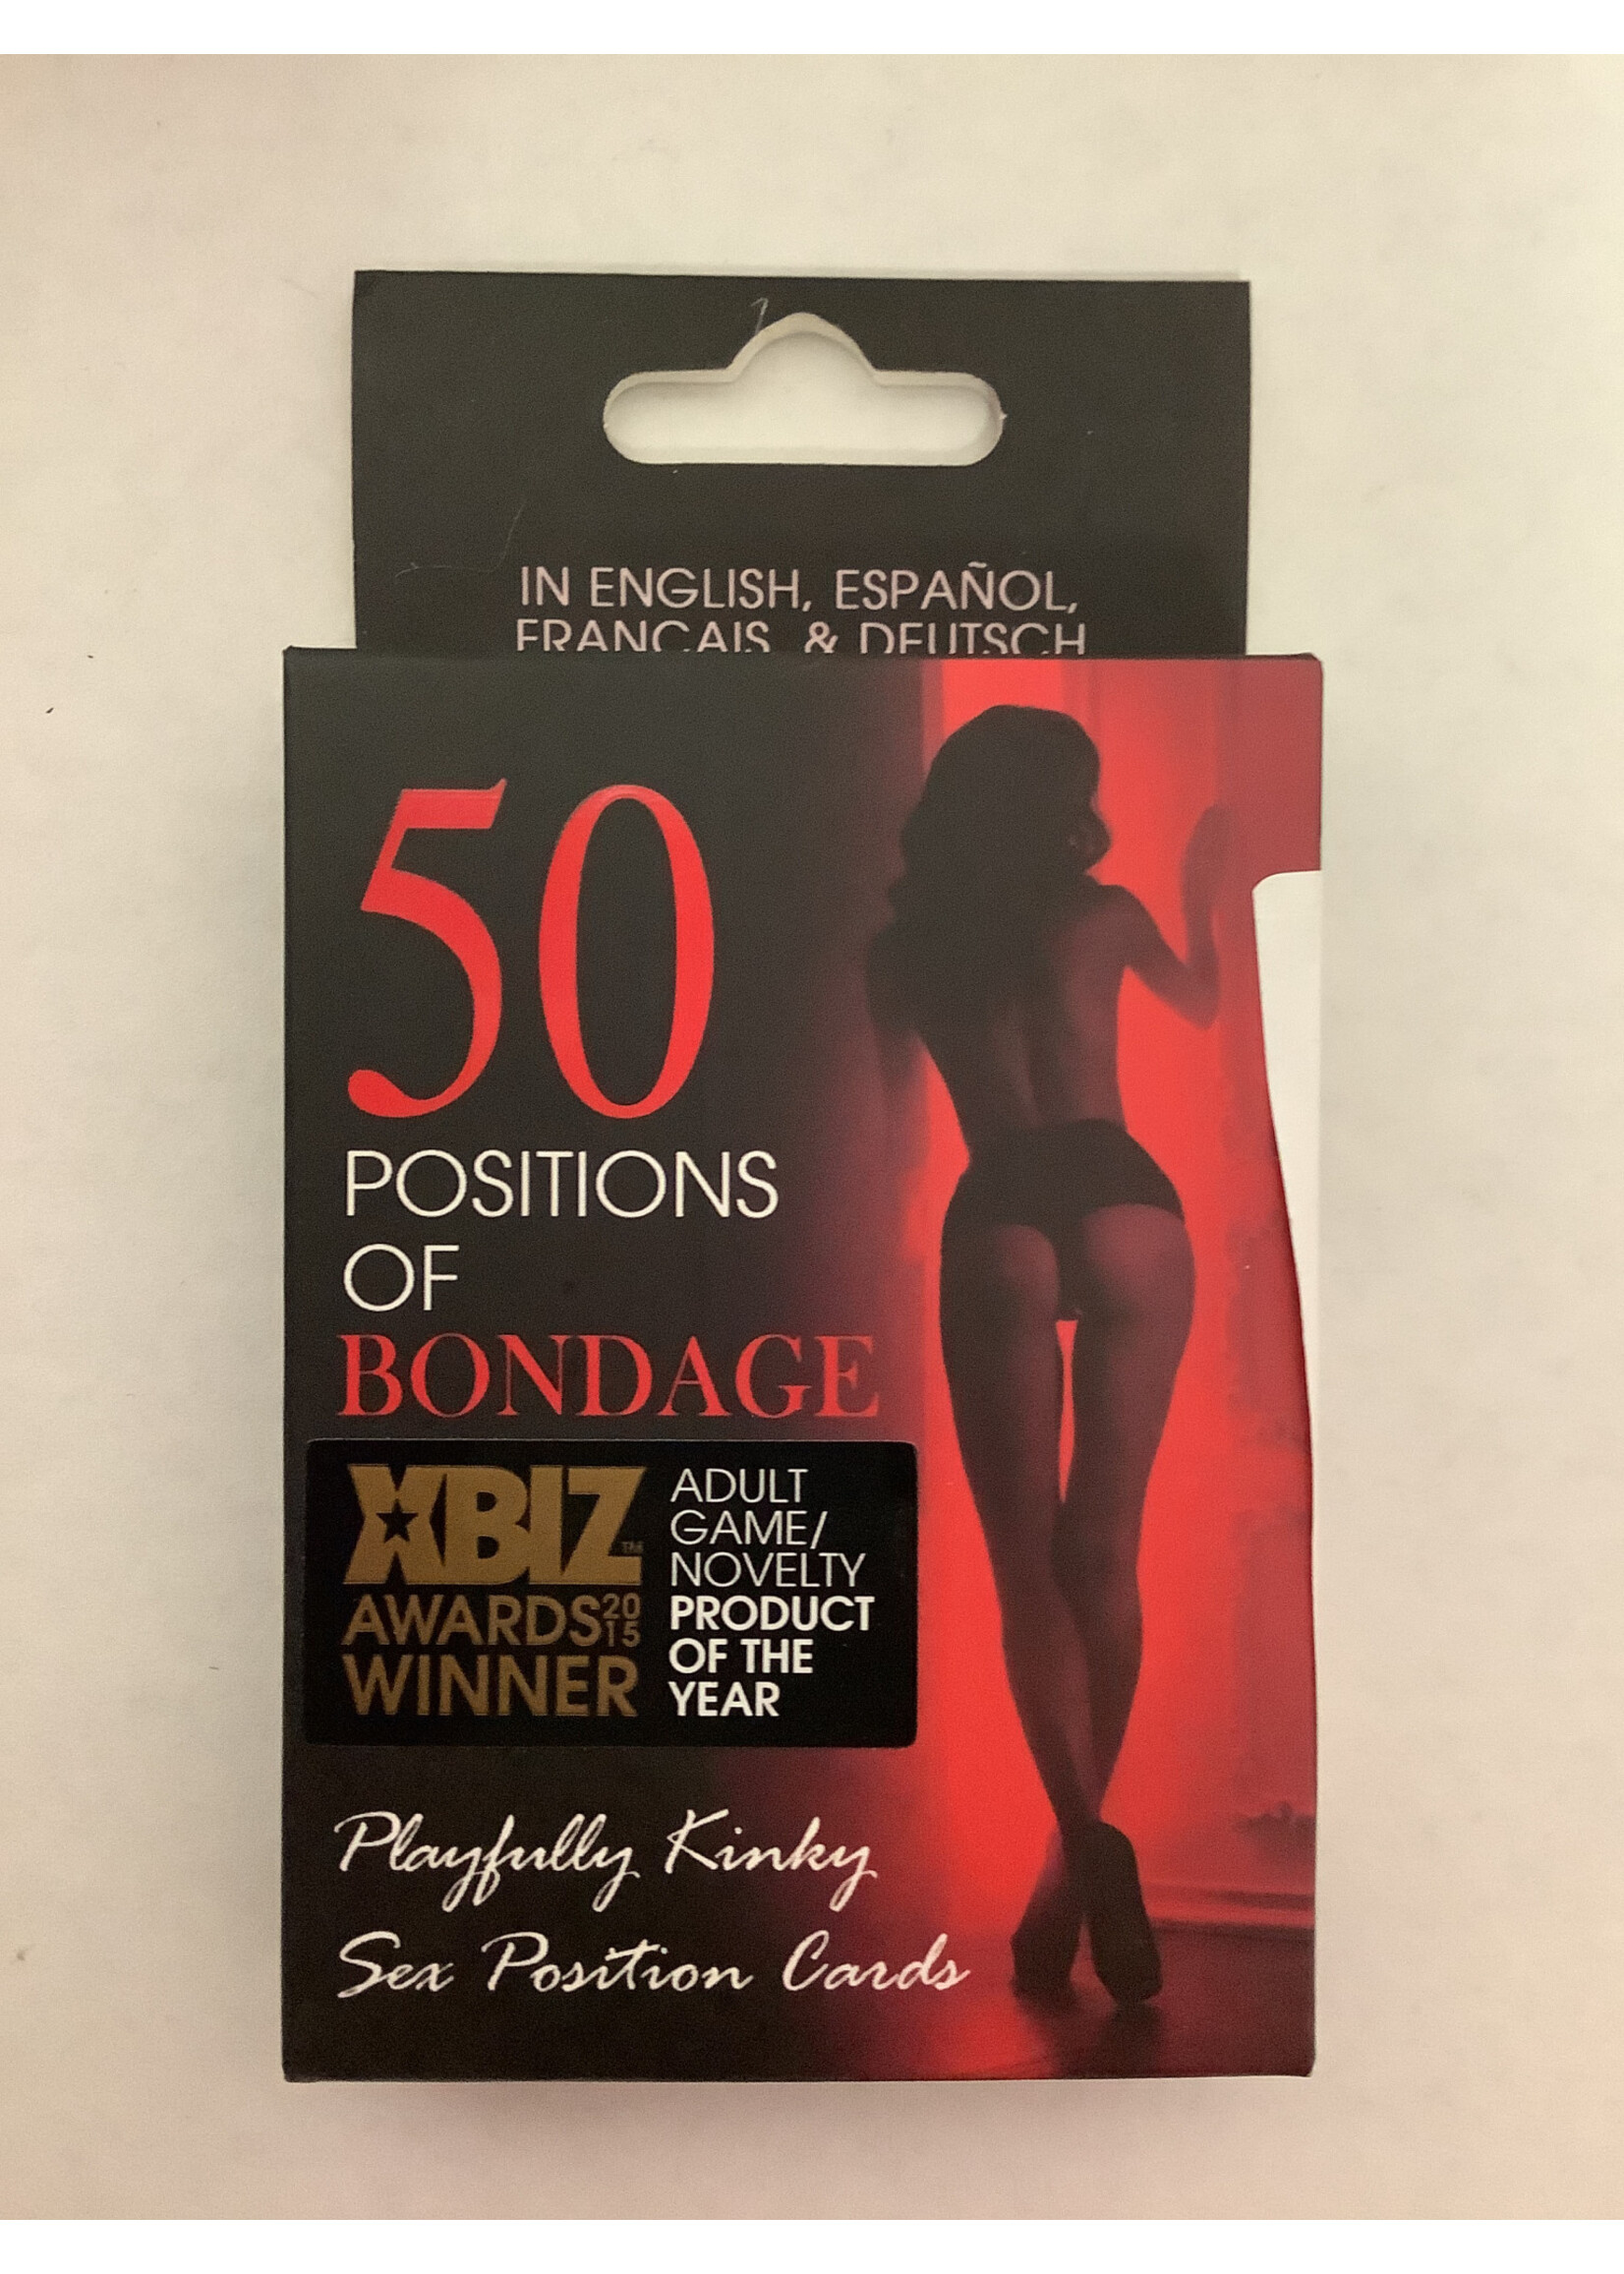 IN ENGLISH, ESPAÑOL,
FRANCAIS, & DEUTSCH
50
POSITIONS
OF
BONDAGE
XBIZ™
AWARDS 2015
WINNER
ADULT
GAME/
NOVELTY
PRODUCT
OF THE
YEAR
Playfully Kinky
Sex Position Cards